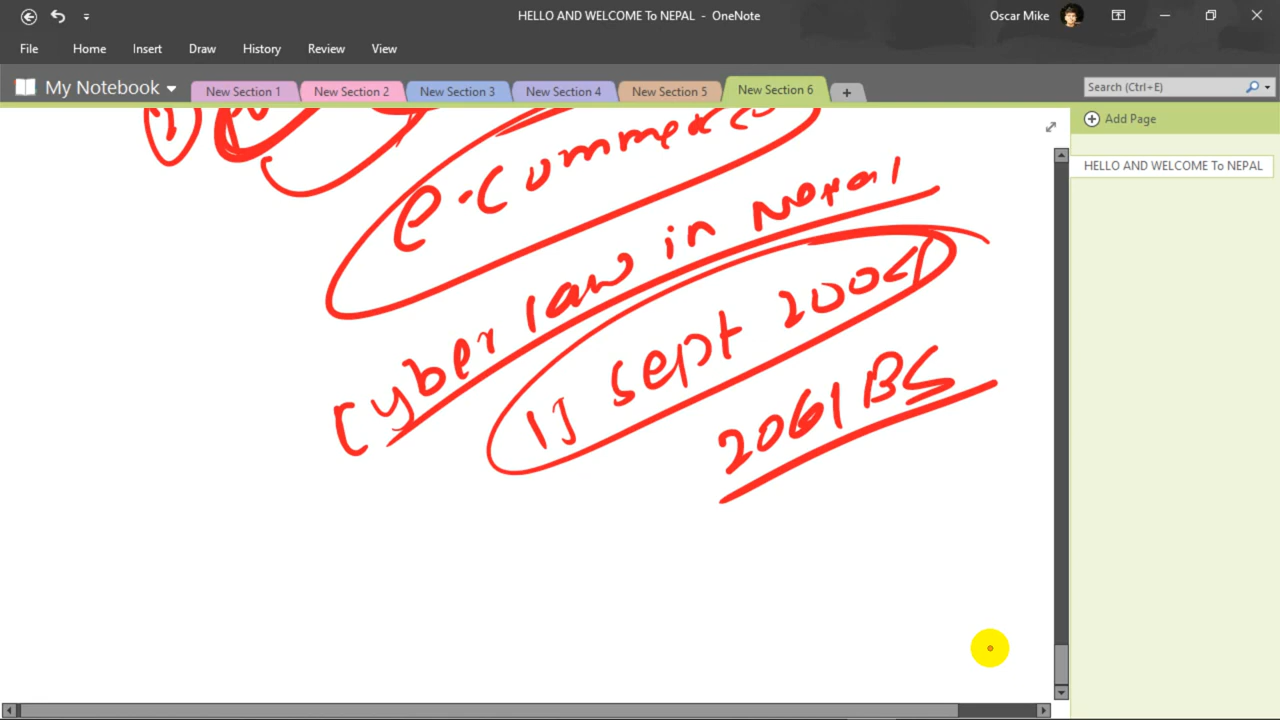 HELLO AND WELCOME To NEPAL - OneNote
Oscar Mike
File Home Insert Draw History Review View
My Notebook
New Section 1 New Section 2 New Section 3 New Section 4 New Section 5 New Section 6
Search (Ctrl+E)
Add Page
HELLO AND WELCOME To NEPAL
e-commerce
Cyber law in Nepal
sept 2004
2061 BS